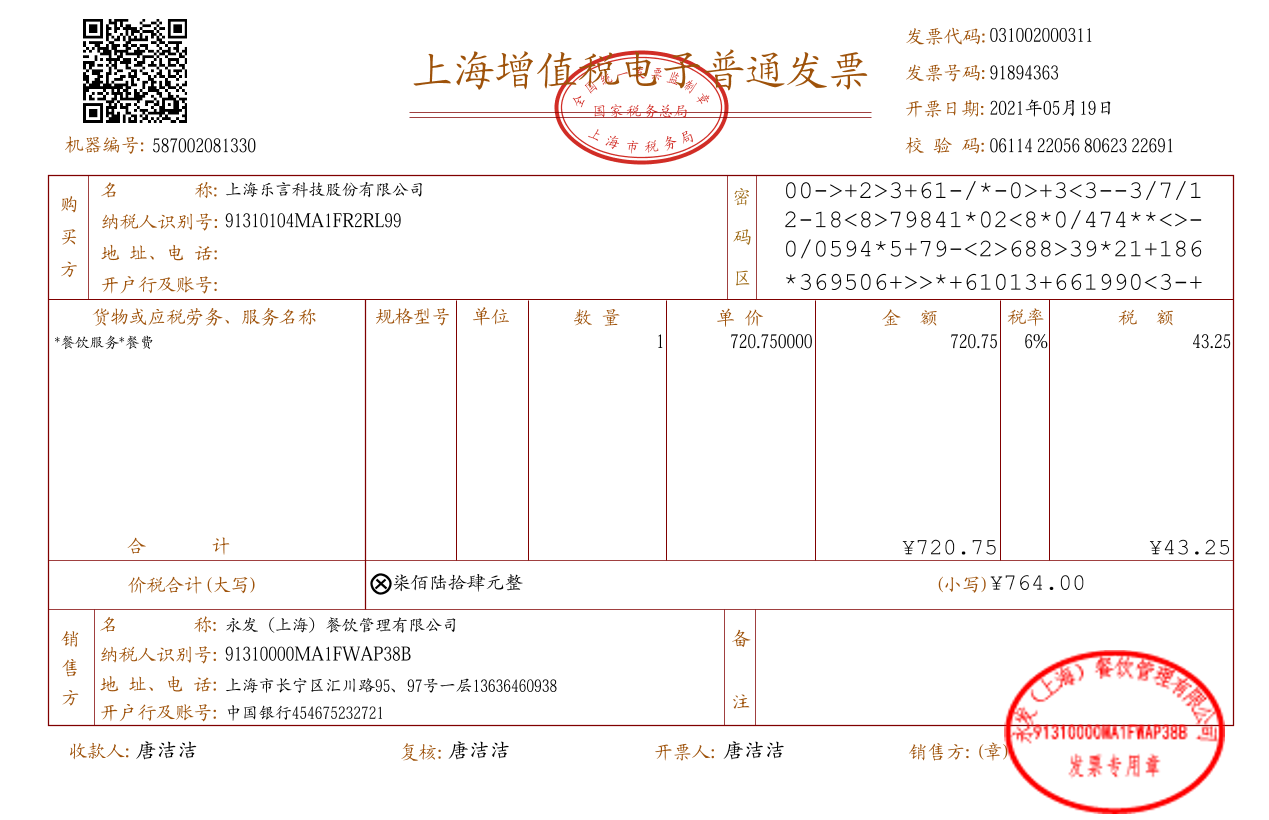 上海增值税电子普通发票
全国统一发票监制章
国家税务总局
上海市税务局
机器编号: 587002081330
发票代码: 031002000311
发票号码: 91894363
开票日期: 2021年05月19日
校 验 码: 06114 22056 80623 22691
购买方
名 称: 上海乐言科技股份有限公司
纳税人识别号: 91310104MA1FR2RL99
地 址、电 话:
开户行及账号:
密码区
00->+2>3+61-/*-0>+3<3--3/7/1
2-18<8>79841*02<8*0/474**<>-
0/0594*5+79-<2>688>39*21+186
*369506+>>*+61013+661990<3-+
货物或应税劳务、服务名称 规格型号 单位 数 量 单 价 金 额 税率 税 额
*餐饮服务*餐费 1 720.750000 720.75 6% 43.25
合 计 ¥720.75 ¥43.25
价税合计(大写) ⊗柒佰陆拾肆元整 (小写)¥764.00
销售方
名 称: 永发（上海）餐饮管理有限公司
纳税人识别号: 91310000MA1FWAP38B
地 址、电 话: 上海市长宁区汇川路95、97号一层13636460938
开户行及账号: 中国银行454675232721
备注
收款人: 唐洁洁 复核: 唐洁洁 开票人: 唐洁洁 销售方: (章)
永发（上海）餐饮管理有限公司
91310000MA1FWAP38B
发票专用章